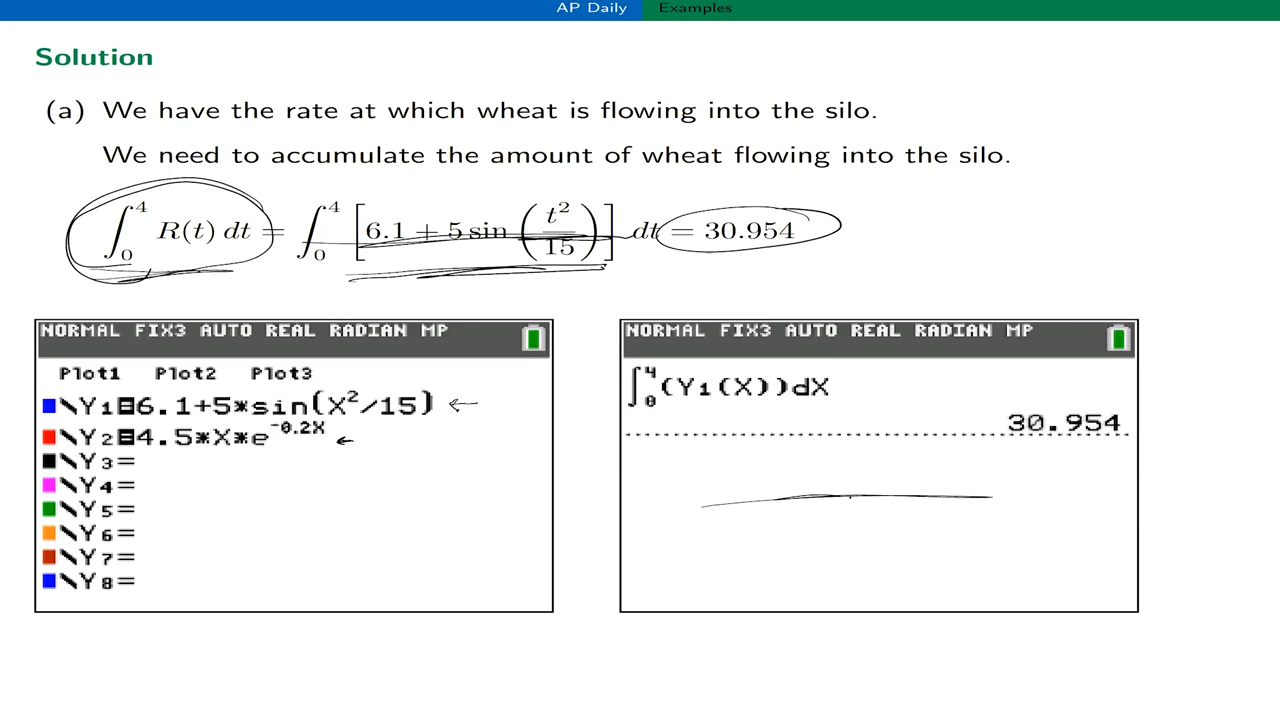 AP Daily Examples
Solution
(a) We have the rate at which wheat is flowing into the silo.
We need to accumulate the amount of wheat flowing into the silo.
∫₀⁴ R(t) dt = ∫₀⁴ [6.1 + 5 sin (t²/15)] dt = 30.954
NORMAL FIX3 AUTO REAL RADIAN MP
Plot1 Plot2 Plot3
\Y₁=6.1+5*sin(X²/15)
\Y₂=4.5*X*e^-0.2X
\Y₃=
\Y₄=
\Y₅=
\Y₆=
\Y₇=
\Y₈=
NORMAL FIX3 AUTO REAL RADIAN MP
∫₀⁴(Y₁(X))dX
30.954